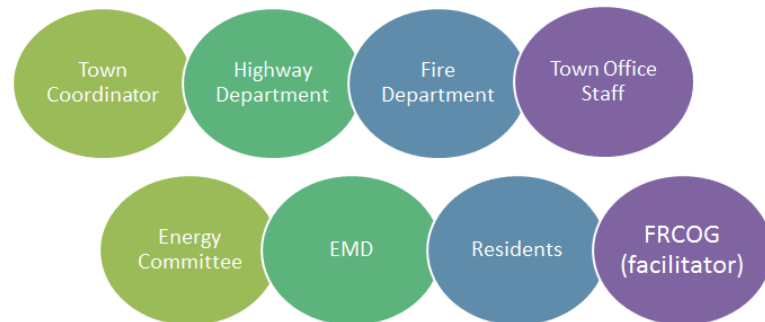 Town
Coordinator
Highway
Department
Fire
Department
Town Office
Staff
Energy
Committee
EMD
Residents
FRCOG
(facilitator)